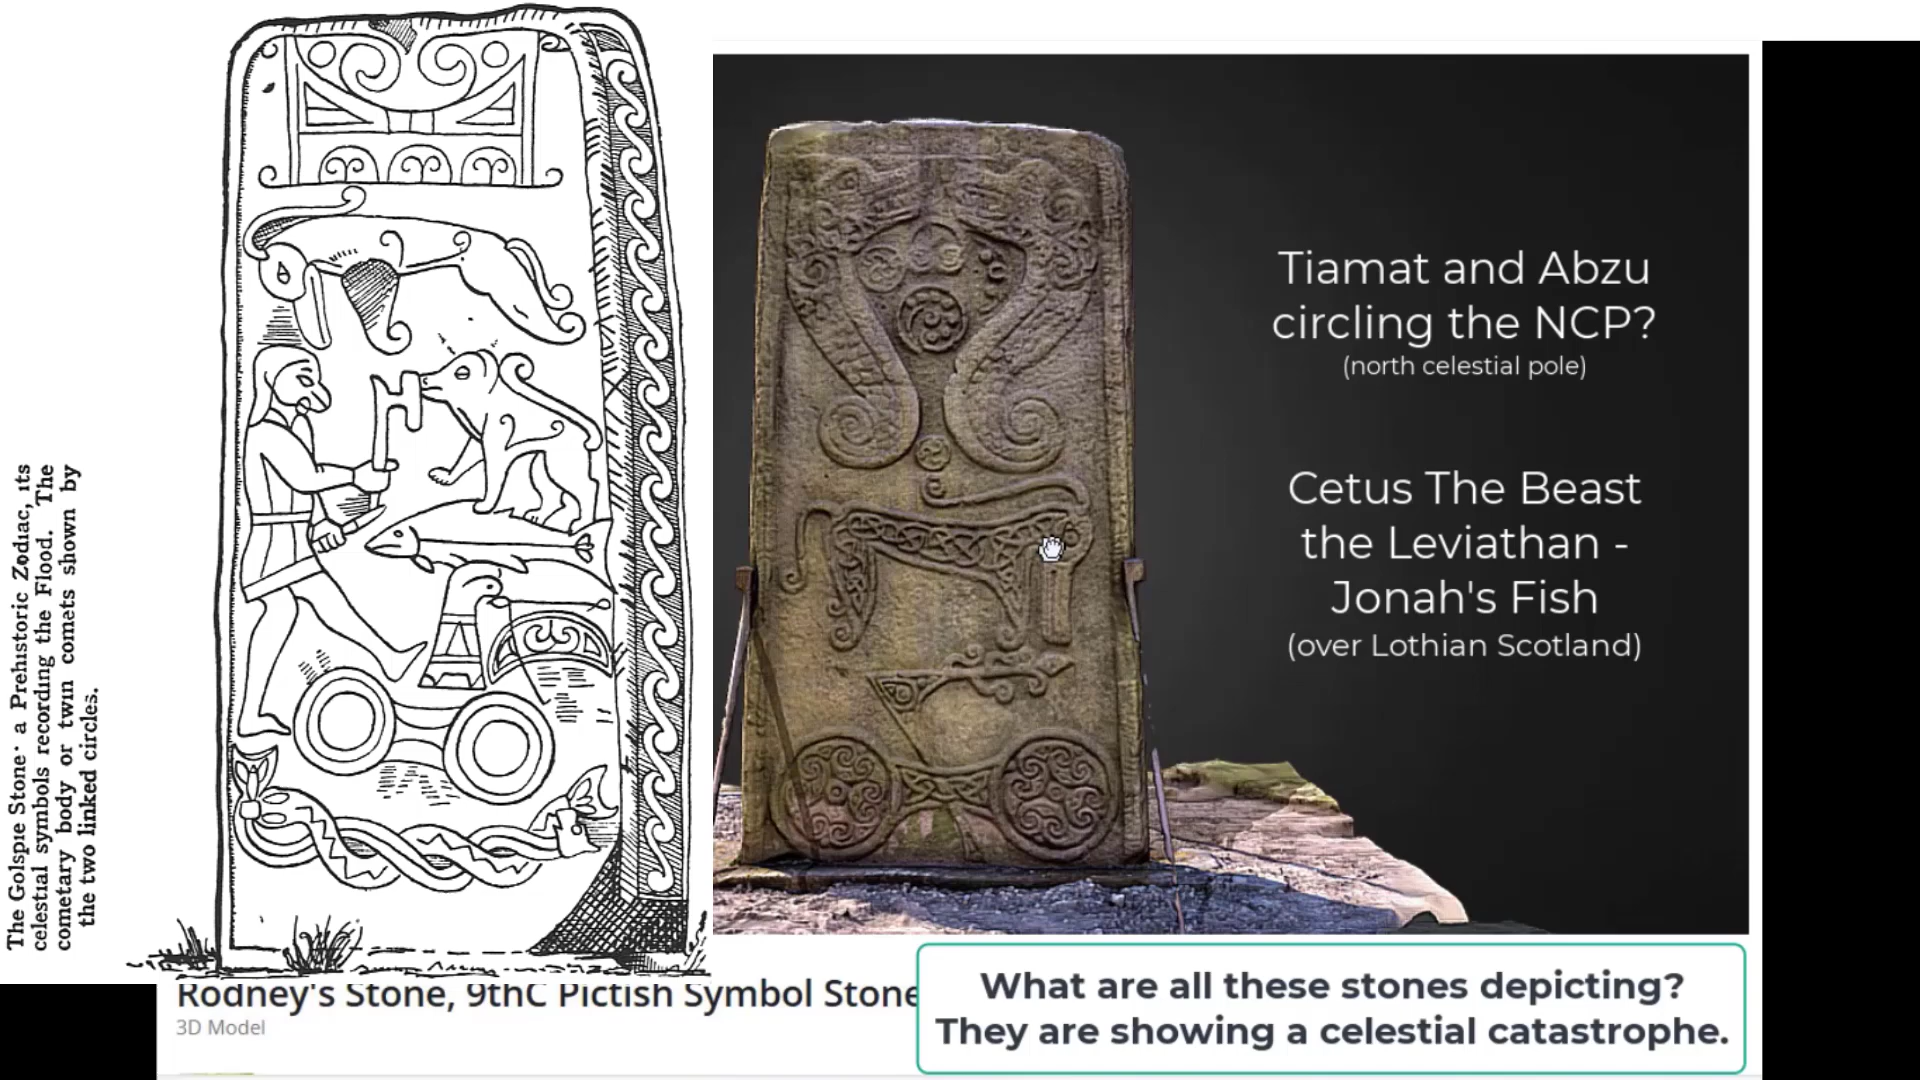 The Golspie Stone: a Prehistoric Zodiac, its
celestial symbols recording the Flood. The
cometary body or twin comets shown by
the two linked circles.
Tiamat and Abzu
circling the NCP?
(north celestial pole)
Cetus The Beast
the Leviathan -
Jonah's Fish
(over Lothian Scotland)
Rodney's Stone, 9thC Pictish Symbol Stone
3D Model
What are all these stones depicting?
They are showing a celestial catastrophe.